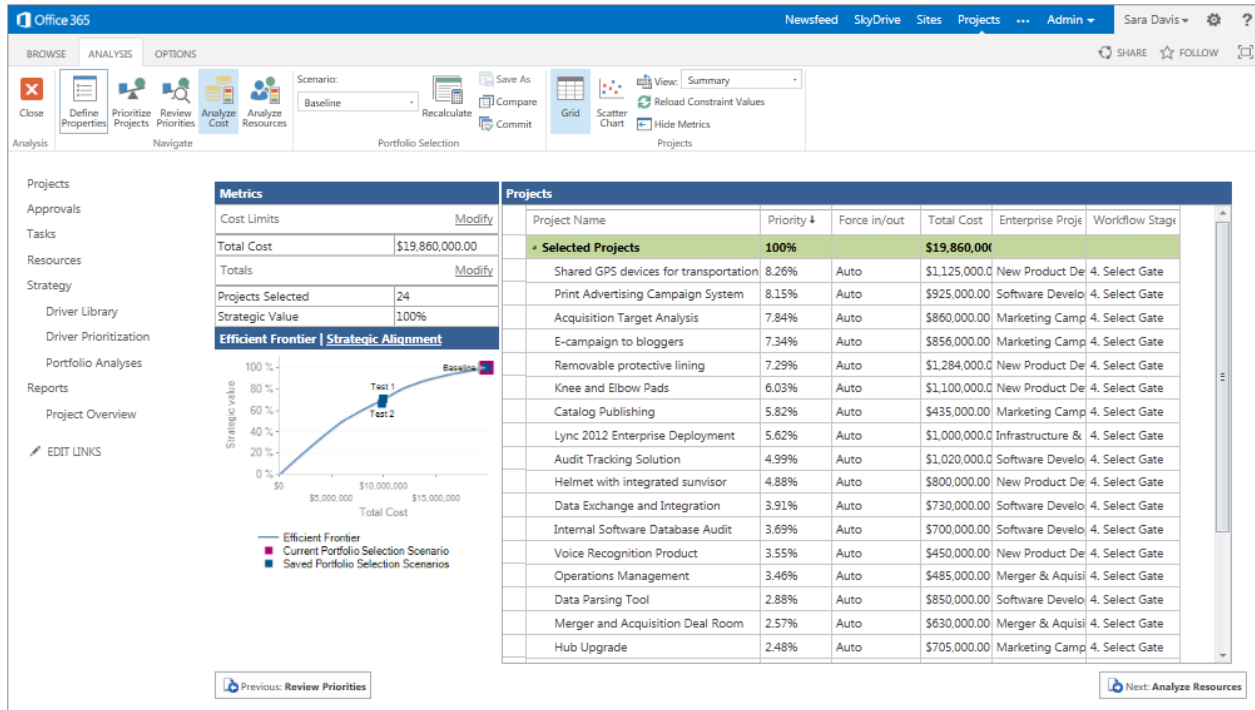 Office 365 Newsfeed SkyDrive Sites Projects ••• Admin Sara Davis ?
BROWSE ANALYSIS OPTIONS SHARE FOLLOW
Close
Define Properties
Prioritize Projects
Review Priorities
Analyze Cost
Analyze Resources
Scenario:
Baseline
Recalculate
Save As
Compare
Commit
Grid
Scatter Chart
View: Summary
Reload Constraint Values
Hide Metrics
Analysis Navigate Portfolio Selection Projects
Projects
Approvals
Tasks
Resources
Strategy
Driver Library
Driver Prioritization
Portfolio Analyses
Reports
Project Overview
EDIT LINKS
Metrics
Cost Limits Modify
Total Cost $19,860,000.00
Totals Modify
Projects Selected 24
Strategic Value 100%
Efficient Frontier | Strategic Alignment
Strategic value
100 %
80 %
60 %
40 %
20 %
0 %
Baseline
Test 1
Test 2
$0 $10,000,000
$5,000,000 $15,000,000
Total Cost
Efficient Frontier
Current Portfolio Selection Scenario
Saved Portfolio Selection Scenarios
Projects
Project Name Priority Force in/out Total Cost Enterprise Proje Workflow Stage
Selected Projects 100% $19,860,00(
Shared GPS devices for transportation 8.26% Auto $1,125,000.0 New Product De 4. Select Gate
Print Advertising Campaign System 8.15% Auto $925,000.00 Software Develo 4. Select Gate
Acquisition Target Analysis 7.84% Auto $860,000.00 Marketing Camp 4. Select Gate
E-campaign to bloggers 7.34% Auto $856,000.00 Marketing Camp 4. Select Gate
Removable protective lining 7.29% Auto $1,284,000.0 New Product De 4. Select Gate
Knee and Elbow Pads 6.03% Auto $1,100,000.0 New Product De 4. Select Gate
Catalog Publishing 5.82% Auto $435,000.00 Marketing Camp 4. Select Gate
Lync 2012 Enterprise Deployment 5.62% Auto $1,000,000.0 Infrastructure & 4. Select Gate
Audit Tracking Solution 4.99% Auto $1,020,000.0 Software Develo 4. Select Gate
Helmet with integrated sunvisor 4.88% Auto $800,000.00 New Product De 4. Select Gate
Data Exchange and Integration 3.91% Auto $730,000.00 Software Develo 4. Select Gate
Internal Software Database Audit 3.69% Auto $700,000.00 Software Develo 4. Select Gate
Voice Recognition Product 3.55% Auto $450,000.00 New Product De 4. Select Gate
Operations Management 3.46% Auto $485,000.00 Merger & Aquisi 4. Select Gate
Data Parsing Tool 2.88% Auto $850,000.00 Software Develo 4. Select Gate
Merger and Acquisition Deal Room 2.57% Auto $630,000.00 Merger & Aquisi 4. Select Gate
Hub Upgrade 2.48% Auto $705,000.00 Marketing Camp 4. Select Gate
Previous: Review Priorities Next: Analyze Resources